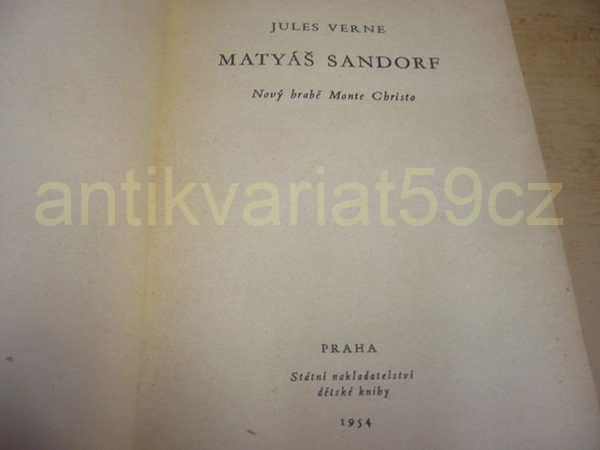 JULES VERNE
MATYÁŠ SANDORF
Nový hrabě Monte Christo
antikvariat59cz
PRAHA
Státní nakladatelství
dětské knihy
1954